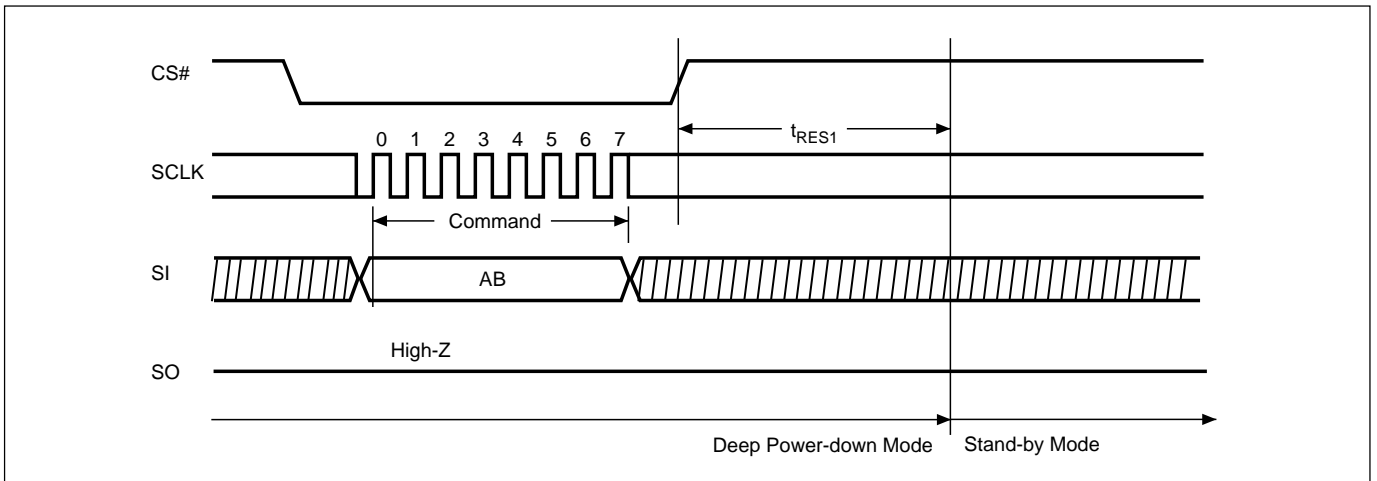 CS#
tRES1
0 1 2 3 4 5 6 7
SCLK
Command
SI
AB
High-Z
SO
Deep Power-down Mode
Stand-by Mode